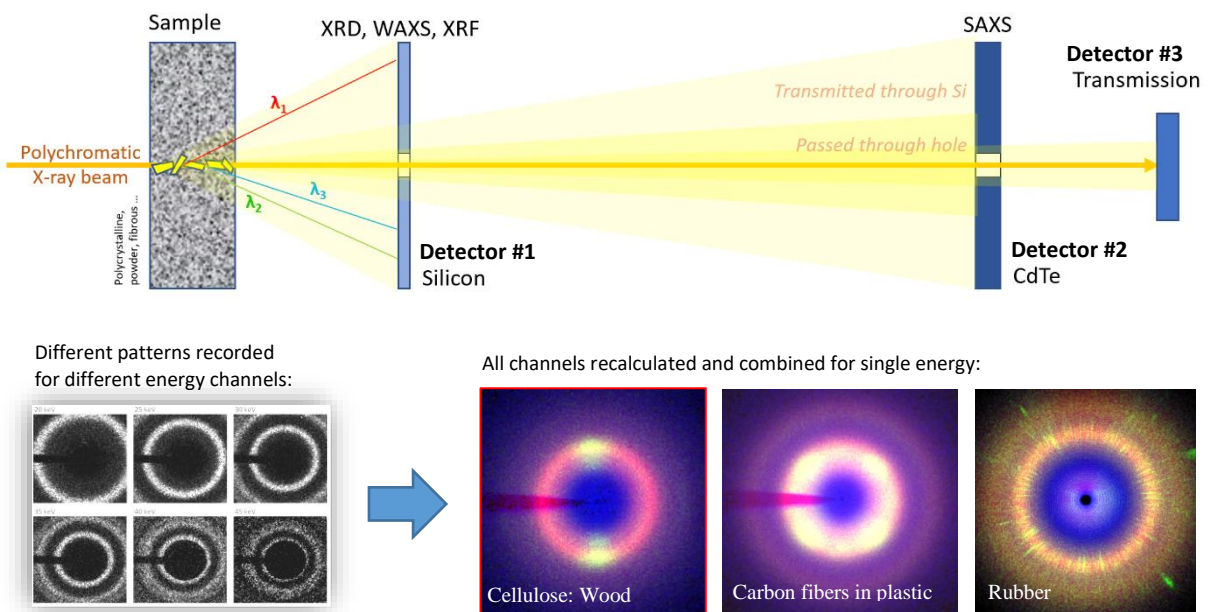 Sample
XRD, WAXS, XRF
SAXS
Detector #3
Transmission
λ1
Transmitted through Si
Polychromatic
X-ray beam
Passed through hole
λ3
λ2
Polycrystalline,
powder, fibrous ...
Detector #1
Silicon
Detector #2
CdTe
Different patterns recorded
for different energy channels:
All channels recalculated and combined for single energy:
20 keV
25 keV
30 keV
35 keV
40 keV
45 keV
Cellulose: Wood
Carbon fibers in plastic
Rubber